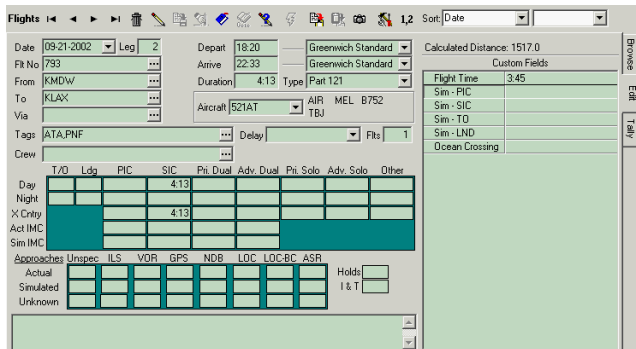 Flights 1,2 Sort: Date
Date 09-21-2002 Leg 2 Depart 18:20 Greenwich Standard Calculated Distance: 1517.0
Flt No 793 Arrive 22:33 Greenwich Standard Custom Fields
From KMDW Duration 4:13 Type Part 121 Flight Time 3:45
To KLAX Aircraft 521AT AIR MEL B752 Sim - PIC
Via TBJ Sim - SIC
Sim - TO
Tags ATA,PNF Delay Flts 1 Sim - LND
Crew Ocean Crossing
T/O Ldg PIC SIC Pri. Dual Adv. Dual Pri. Solo Adv. Solo Other
Day 4:13
Night
X Cntry 4:13
Act IMC
Sim IMC
Approaches Unspec ILS VOR GPS NDB LOC LOC-BC ASR
Actual Holds
Simulated I & T
Unknown
Browse
Edit
Tally